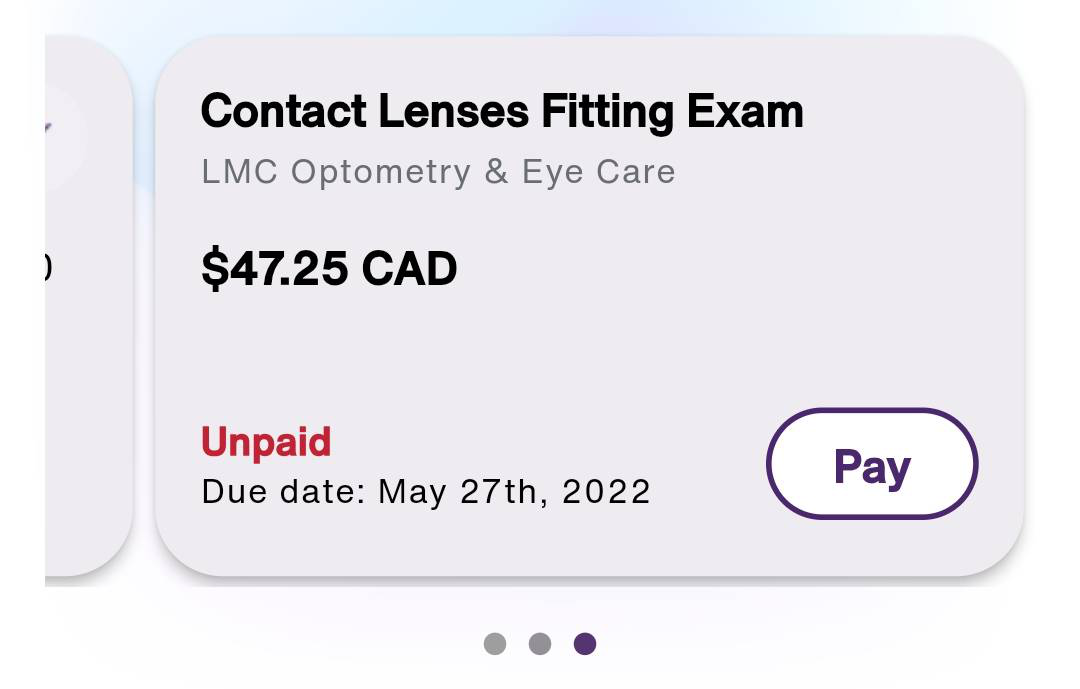 Contact Lenses Fitting Exam
LMC Optometry & Eye Care
$47.25 CAD
Unpaid
Due date: May 27th, 2022
Pay